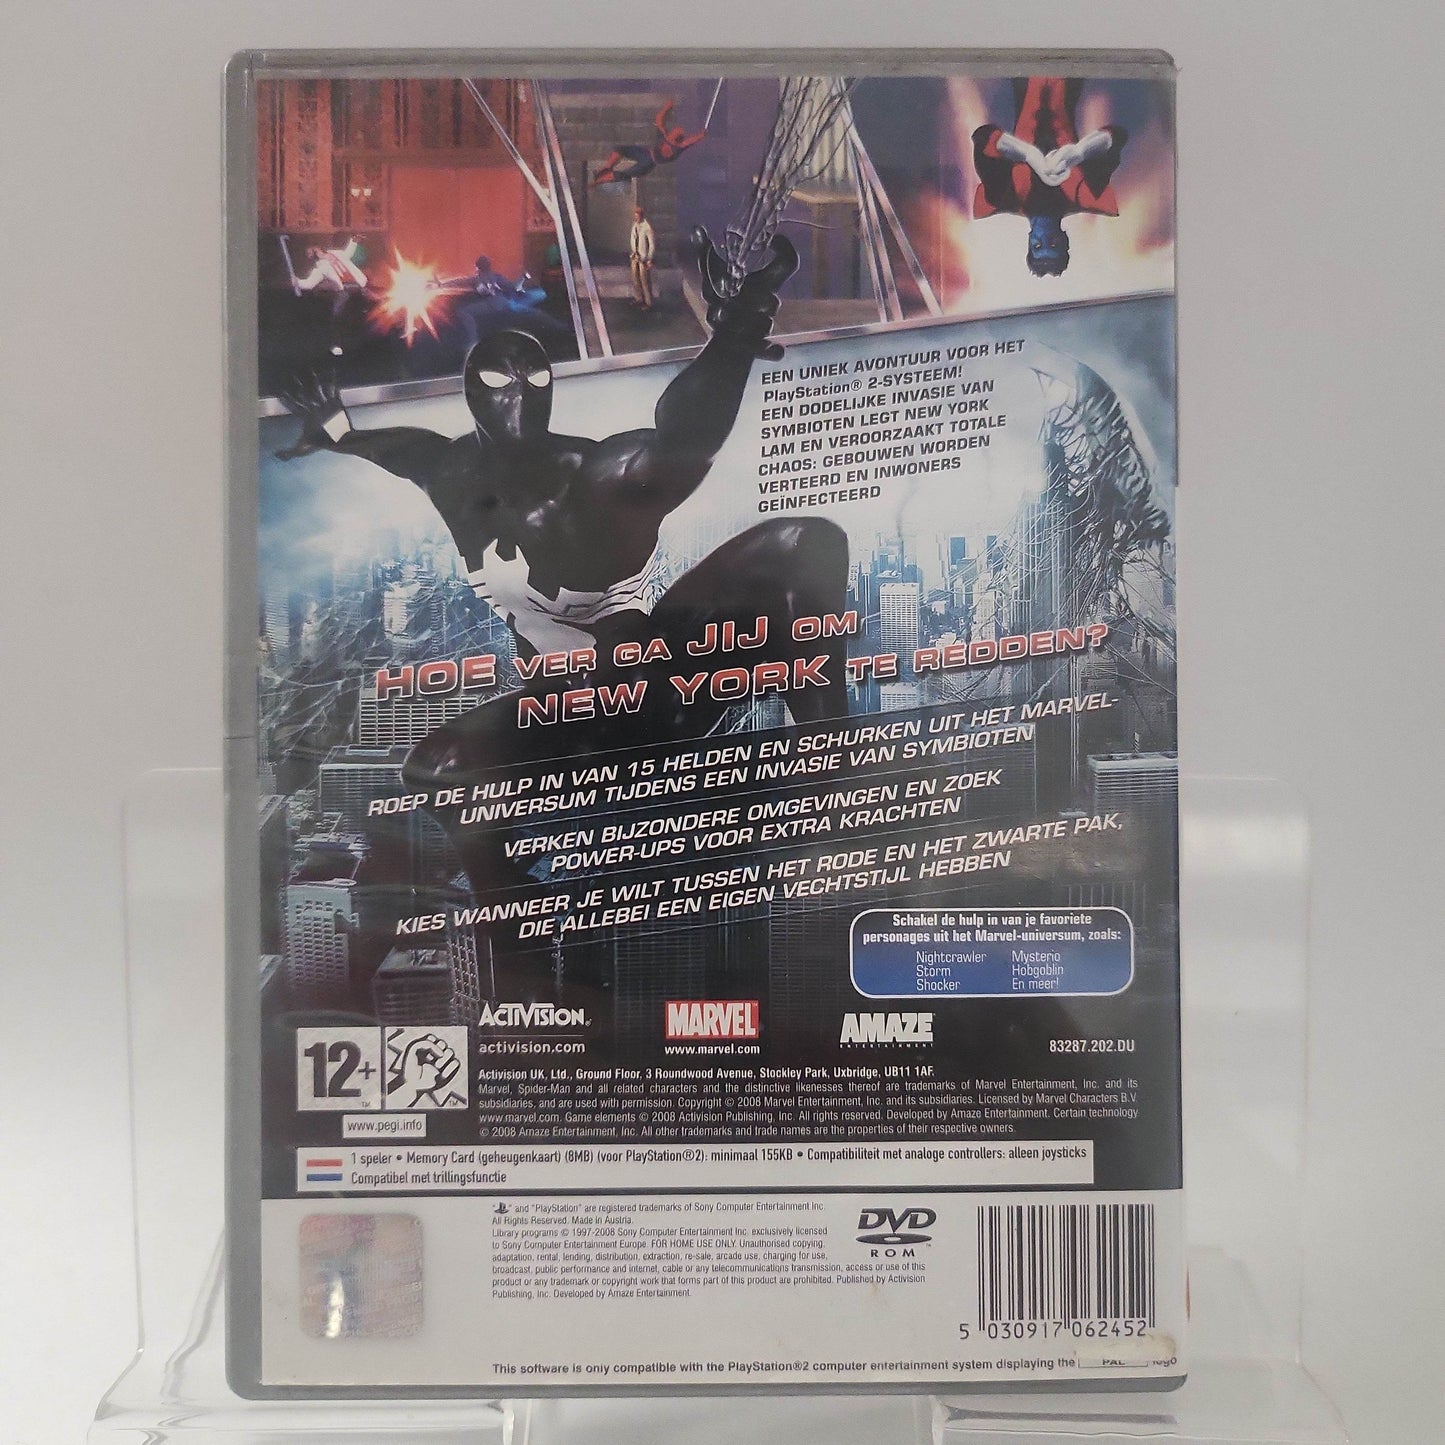 EEN UNIEK AVONTUUR VOOR HET
PlayStation® 2-SYSTEEM!
EEN DODELIJKE INVASIE VAN
SYMBIOTEN LEGT NEW YORK
LAM EN VEROORZAAKT TOTALE
CHAOS: GEBOUWEN WORDEN
VERTEERD EN INWONERS
GEÏNFECTEERD
HOE VER GA JIJ OM
NEW YORK TE REDDEN?
ROEP DE HULP IN VAN 15 HELDEN EN SCHURKEN UIT HET MARVEL-
UNIVERSUM TIJDENS EEN INVASIE VAN SYMBIOTEN
VERKEN BIJZONDERE OMGEVINGEN EN ZOEK
POWER-UPS VOOR EXTRA KRACHTEN
KIES WANNEER JE WILT TUSSEN HET RODE EN HET ZWARTE PAK,
DIE ALLEBEI EEN EIGEN VECHTSTIJL HEBBEN
Schakel de hulp in van je favoriete
personages uit het Marvel-universum, zoals:
Nightcrawler Mysterio
Storm Hobgoblin
Shocker En meer!
ACTIVISION®
activision.com
MARVEL
www.marvel.com
AMAZE
ENTERTAINMENT
83287.202.DU
12+™
™
www.pegi.info
Activision UK, Ltd., Ground Floor, 3 Roundwood Avenue, Stockley Park, Uxbridge, UB11 1AF.
Marvel, Spider-Man and all related characters and the distinctive likenesses thereof are trademarks of Marvel Entertainment, Inc. and its
subsidiaries, and are used with permission. Copyright © 2008 Marvel Entertainment, Inc. and its subsidiaries. Licensed by Marvel Characters B.V.
www.marvel.com. Game elements © 2008 Activision Publishing, Inc. All rights reserved. Developed by Amaze Entertainment. Certain technology
© 2008 Amaze Entertainment, Inc. All other trademarks and trade names are the properties of their respective owners.
1 speler • Memory Card (geheugenkaart) (8MB) (voor PlayStation®2): minimaal 155KB • Compatibiliteit met analoge controllers: alleen joysticks
Compatibel met trillingsfunctie
" and "PlayStation" are registered trademarks of Sony Computer Entertainment Inc.
All Rights Reserved. Made in Austria.
Library programs © 1997-2008 Sony Computer Entertainment Inc. exclusively licensed
to Sony Computer Entertainment Europe. FOR HOME USE ONLY. Unauthorised copying,
adaptation, rental, lending, distribution, extraction, re-sale, arcade use, charging for use,
broadcast, public performance and internet, cable or any telecommunications transmission, access or use of this
product or any trademark or copyright work that forms part of this product are prohibited. Published by Activision
Publishing, Inc. Developed by Amaze Entertainment.
DVD™
ROM
5 030917 062452
This software is only compatible with the PlayStation®2 computer entertainment system displaying the PAL logo